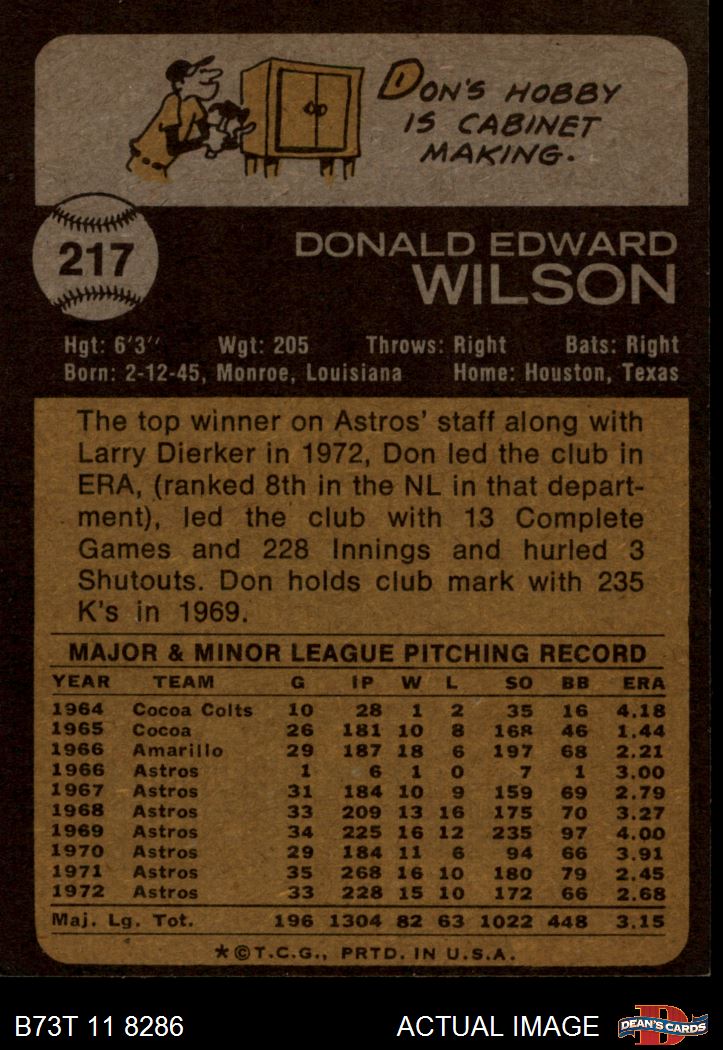 DON'S HOBBY
IS CABINET
MAKING.
217
DONALD EDWARD
WILSON
Hgt: 6'3" Wgt: 205 Throws: Right Bats: Right
Born: 2-12-45, Monroe, Louisiana Home: Houston, Texas
The top winner on Astros' staff along with
Larry Dierker in 1972, Don led the club in
ERA, (ranked 8th in the NL in that depart-
ment), led the club with 13 Complete
Games and 228 Innings and hurled 3
Shutouts. Don holds club mark with 235
K's in 1969.
MAJOR & MINOR LEAGUE PITCHING RECORD
YEAR TEAM G IP W L SO BB ERA
1964 Cocoa Colts 10 28 1 2 35 16 4.18
1965 Cocoa 26 181 10 8 168 46 1.44
1966 Amarillo 29 187 18 6 197 68 2.21
1966 Astros 1 6 1 0 7 1 3.00
1967 Astros 31 184 10 9 159 69 2.79
1968 Astros 33 209 13 16 175 70 3.27
1969 Astros 34 225 16 12 235 97 4.00
1970 Astros 29 184 11 6 94 66 3.91
1971 Astros 35 268 16 10 180 79 2.45
1972 Astros 33 228 15 10 172 66 2.68
Maj. Lg. Tot. 196 1304 82 63 1022 448 3.15
*©T.C.G., PRTD. IN U.S.A.
B73T 11 8286 ACTUAL IMAGE D DEAN'S CARDS